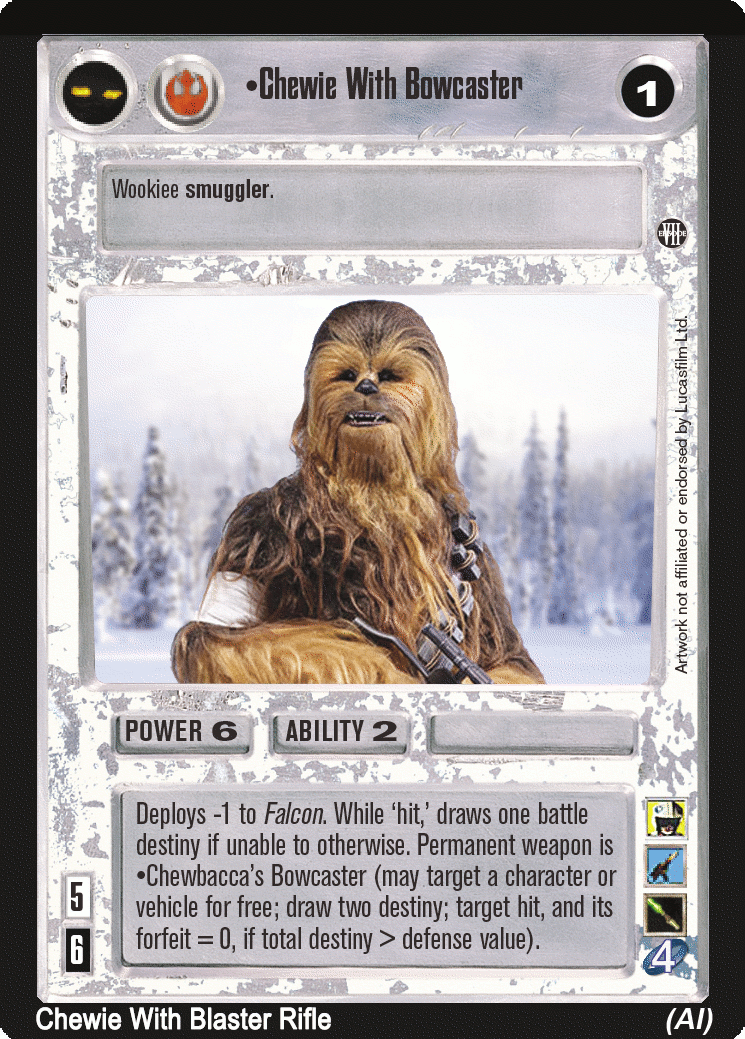 •Chewie With Bowcaster
1
Wookiee smuggler.
EPISODE
VII
Artwork not affiliated or endorsed by Lucasfilm Ltd.
POWER 6
ABILITY 2
Deploys -1 to Falcon. While ‘hit,’ draws one battle
destiny if unable to otherwise. Permanent weapon is
•Chewbacca’s Bowcaster (may target a character or
vehicle for free; draw two destiny; target hit, and its
forfeit = 0, if total destiny > defense value).
5
6
4
Chewie With Blaster Rifle
(AI)